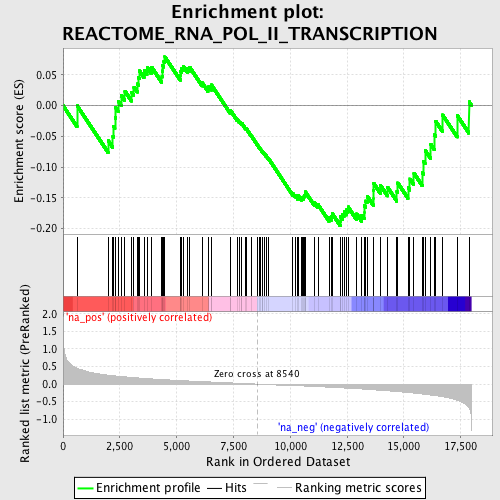 Enrichment plot:
REACTOME_RNA_POL_II_TRANSCRIPTION
Enrichment score (ES)
0.05
0.00
-0.05
-0.10
-0.15
-0.20
'na_pos' (positively correlated)
Ranked list metric (PreRanked)
2.0
1.5
1.0
0.5
0.0
-0.5
-1.0
Zero cross at 8540
'na_neg' (negatively correlated)
0
2,500
5,000
7,500
10,000
12,500
15,000
17,500
Rank in Ordered Dataset
Enrichment profile
Hits
Ranking metric scores